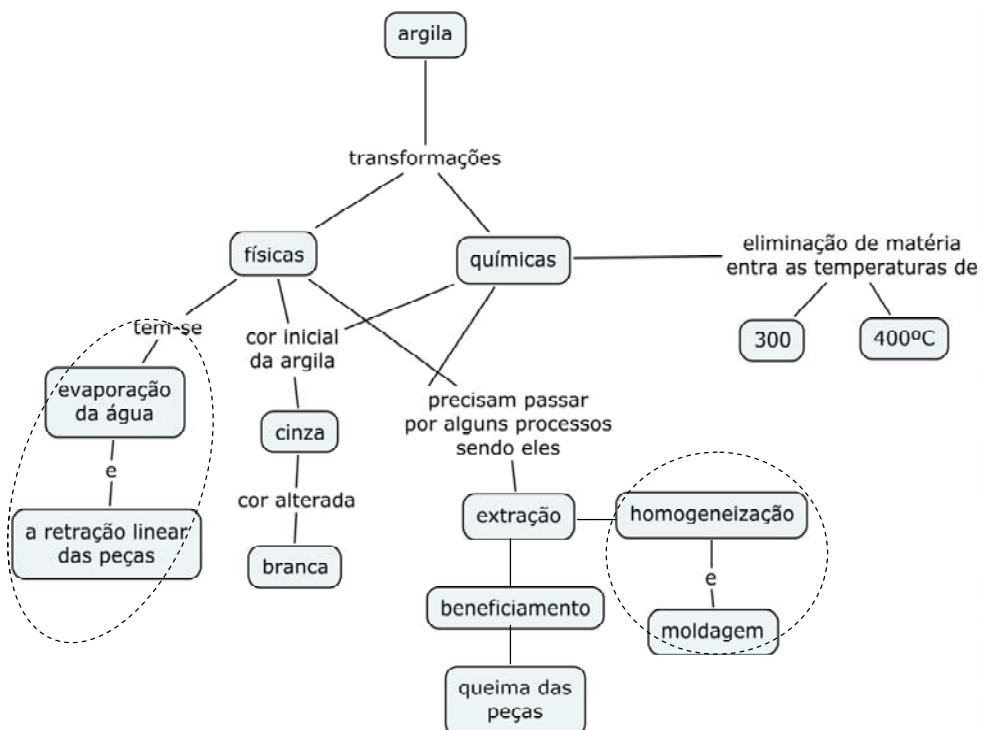 argila
transformações
físicas
químicas
eliminação de matéria
entra as temperaturas de
300
400ºC
tem-se
evaporação
da água
e
a retração linear
das peças
cor inicial
da argila
cinza
cor alterada
branca
precisam passar
por alguns processos
sendo eles
extração
homogeneização
e
moldagem
beneficiamento
queima das
peças